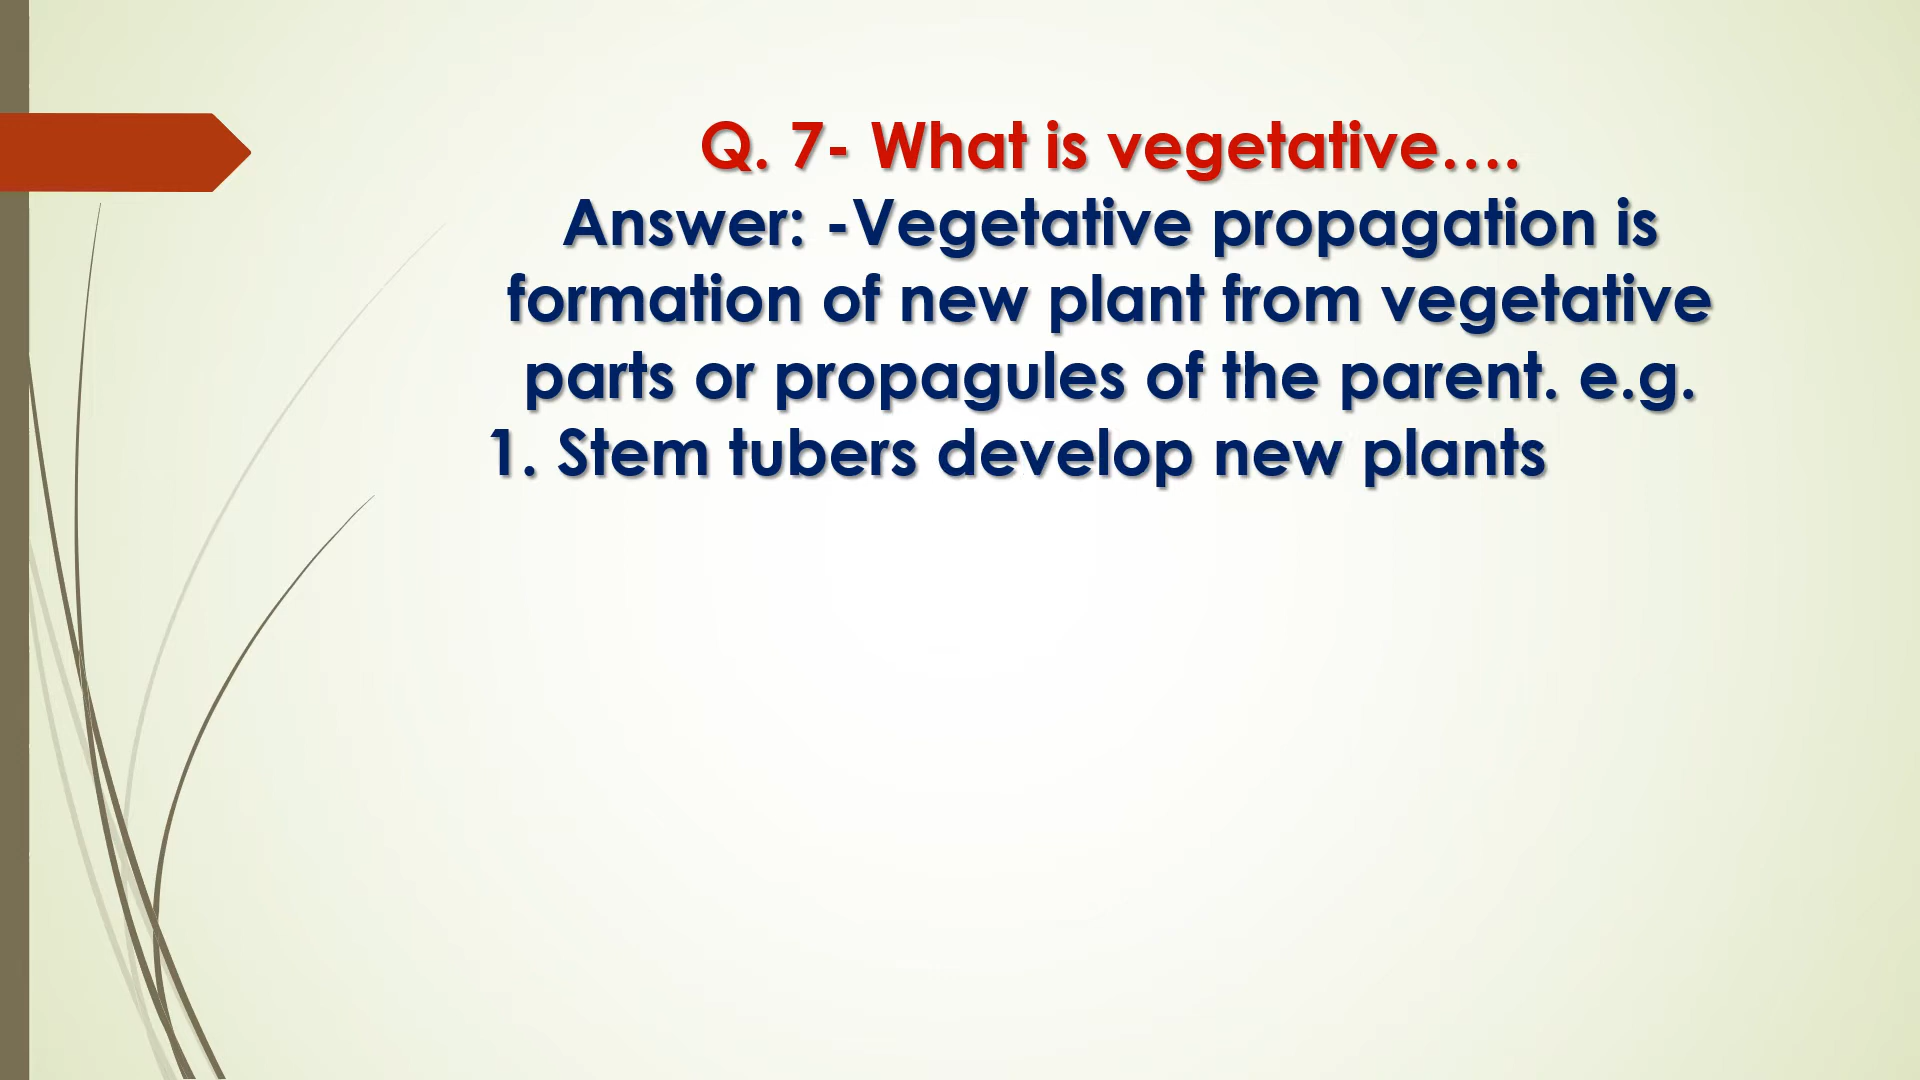 Q. 7- What is vegetative....
Answer: -Vegetative propagation is
formation of new plant from vegetative
parts or propagules of the parent. e.g.
1. Stem tubers develop new plants